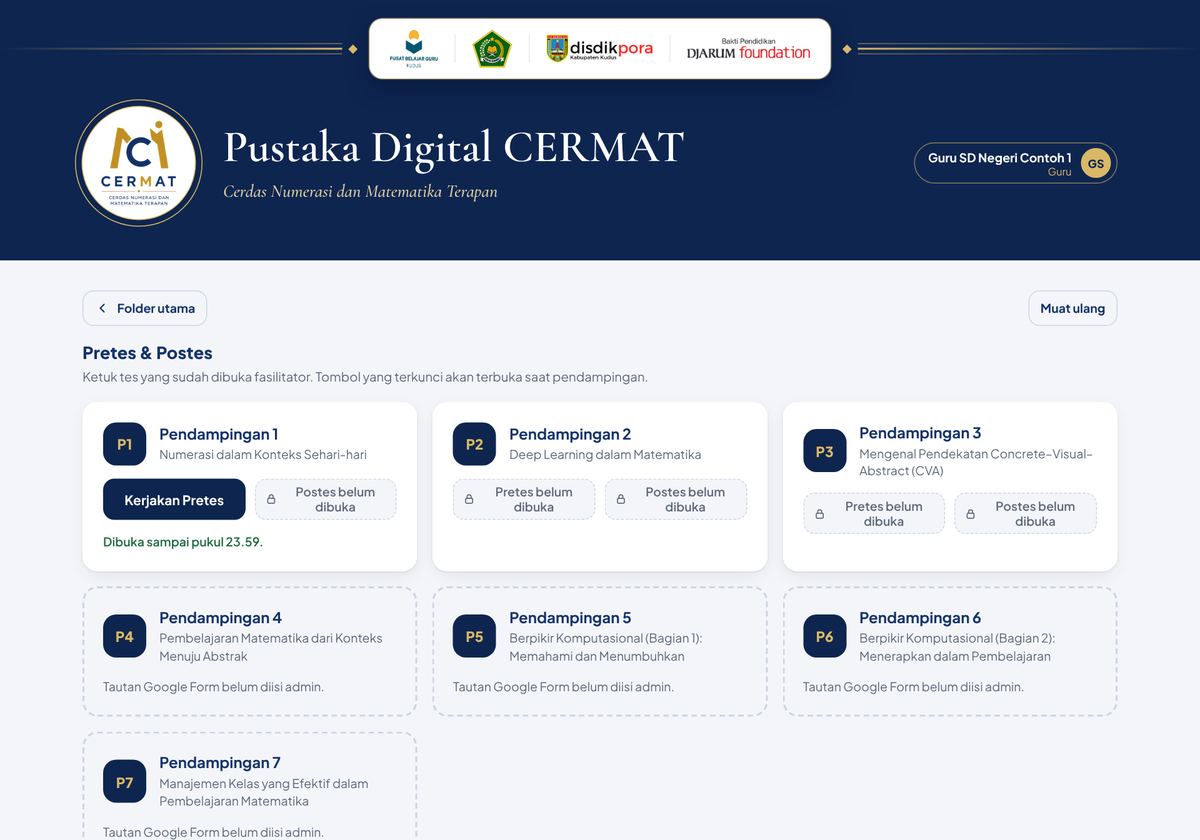 PUSAT BELAJAR GURU
KUDUS
disdikpora
Kabupaten Kudus
Bakti Pendidikan
DJARUM foundation
CERMAT
CERDAS NUMERASI DAN
MATEMATIKA TERAPAN
Pustaka Digital CERMAT
Cerdas Numerasi dan Matematika Terapan
Guru SD Negeri Contoh 1
Guru
GS
Folder utama
Muat ulang
Pretes & Postes
Ketuk tes yang sudah dibuka fasilitator. Tombol yang terkunci akan terbuka saat pendampingan.
P1
Pendampingan 1
Numerasi dalam Konteks Sehari-hari
Kerjakan Pretes
Postes belum
dibuka
Dibuka sampai pukul 23.59.
P2
Pendampingan 2
Deep Learning dalam Matematika
Pretes belum
dibuka
Postes belum
dibuka
P3
Pendampingan 3
Mengenal Pendekatan Concrete–Visual–
Abstract (CVA)
Pretes belum
dibuka
Postes belum
dibuka
P4
Pendampingan 4
Pembelajaran Matematika dari Konteks
Menuju Abstrak
Tautan Google Form belum diisi admin.
P5
Pendampingan 5
Berpikir Komputasional (Bagian 1):
Memahami dan Menumbuhkan
Tautan Google Form belum diisi admin.
P6
Pendampingan 6
Berpikir Komputasional (Bagian 2):
Menerapkan dalam Pembelajaran
Tautan Google Form belum diisi admin.
P7
Pendampingan 7
Manajemen Kelas yang Efektif dalam
Pembelajaran Matematika
Tautan Google Form belum diisi admin.